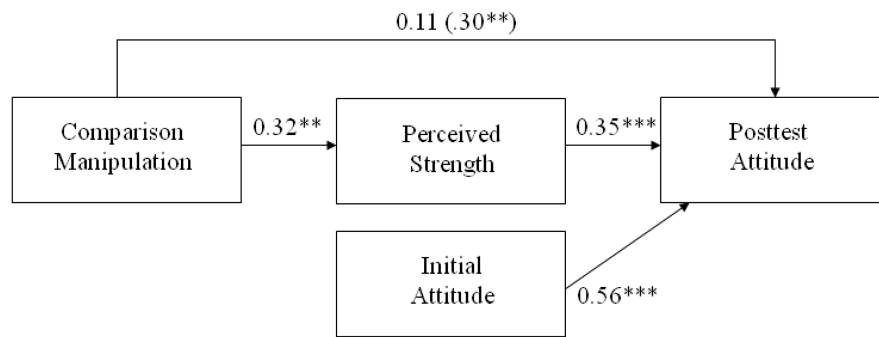 0.11 (.30**)
Comparison
Manipulation
0.32**
Perceived
Strength
0.35***
Posttest
Attitude
Initial
Attitude
0.56***